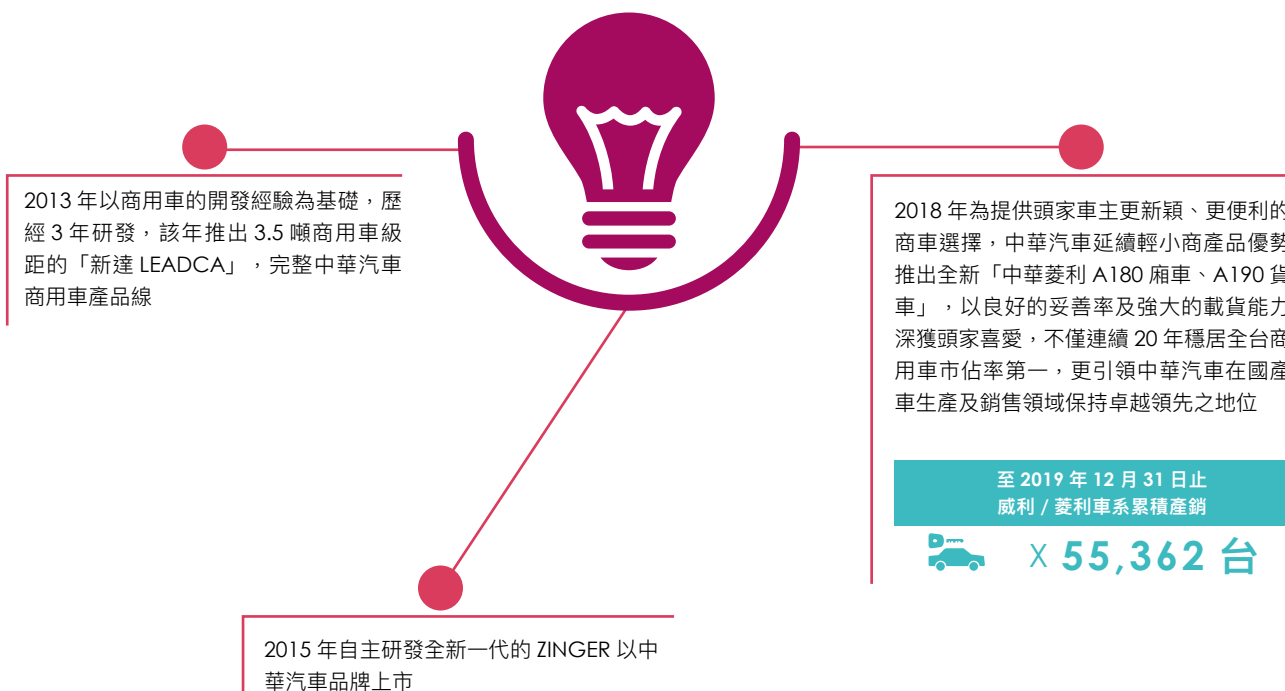 2013 年以商用車的開發經驗為基礎，歷
經 3 年研發，該年推出 3.5 噸商用車級
距的「新達 LEADCA」，完整中華汽車
商用車產品線
2018 年為提供頭家車主更新穎、更便利的
商車選擇，中華汽車延續輕小商產品優勢
推出全新「中華菱利 A180 廂車、A190 貨
車」，以良好的妥善率及強大的載貨能力
深獲頭家喜愛，不僅連續 20 年穩居全台商
用車市佔率第一，更引領中華汽車在國產
車生產及銷售領域保持卓越領先之地位
至 2019 年 12 月 31 日止
威利 / 菱利車系累積產銷
X 55,362 台
2015 年自主研發全新一代的 ZINGER 以中
華汽車品牌上市